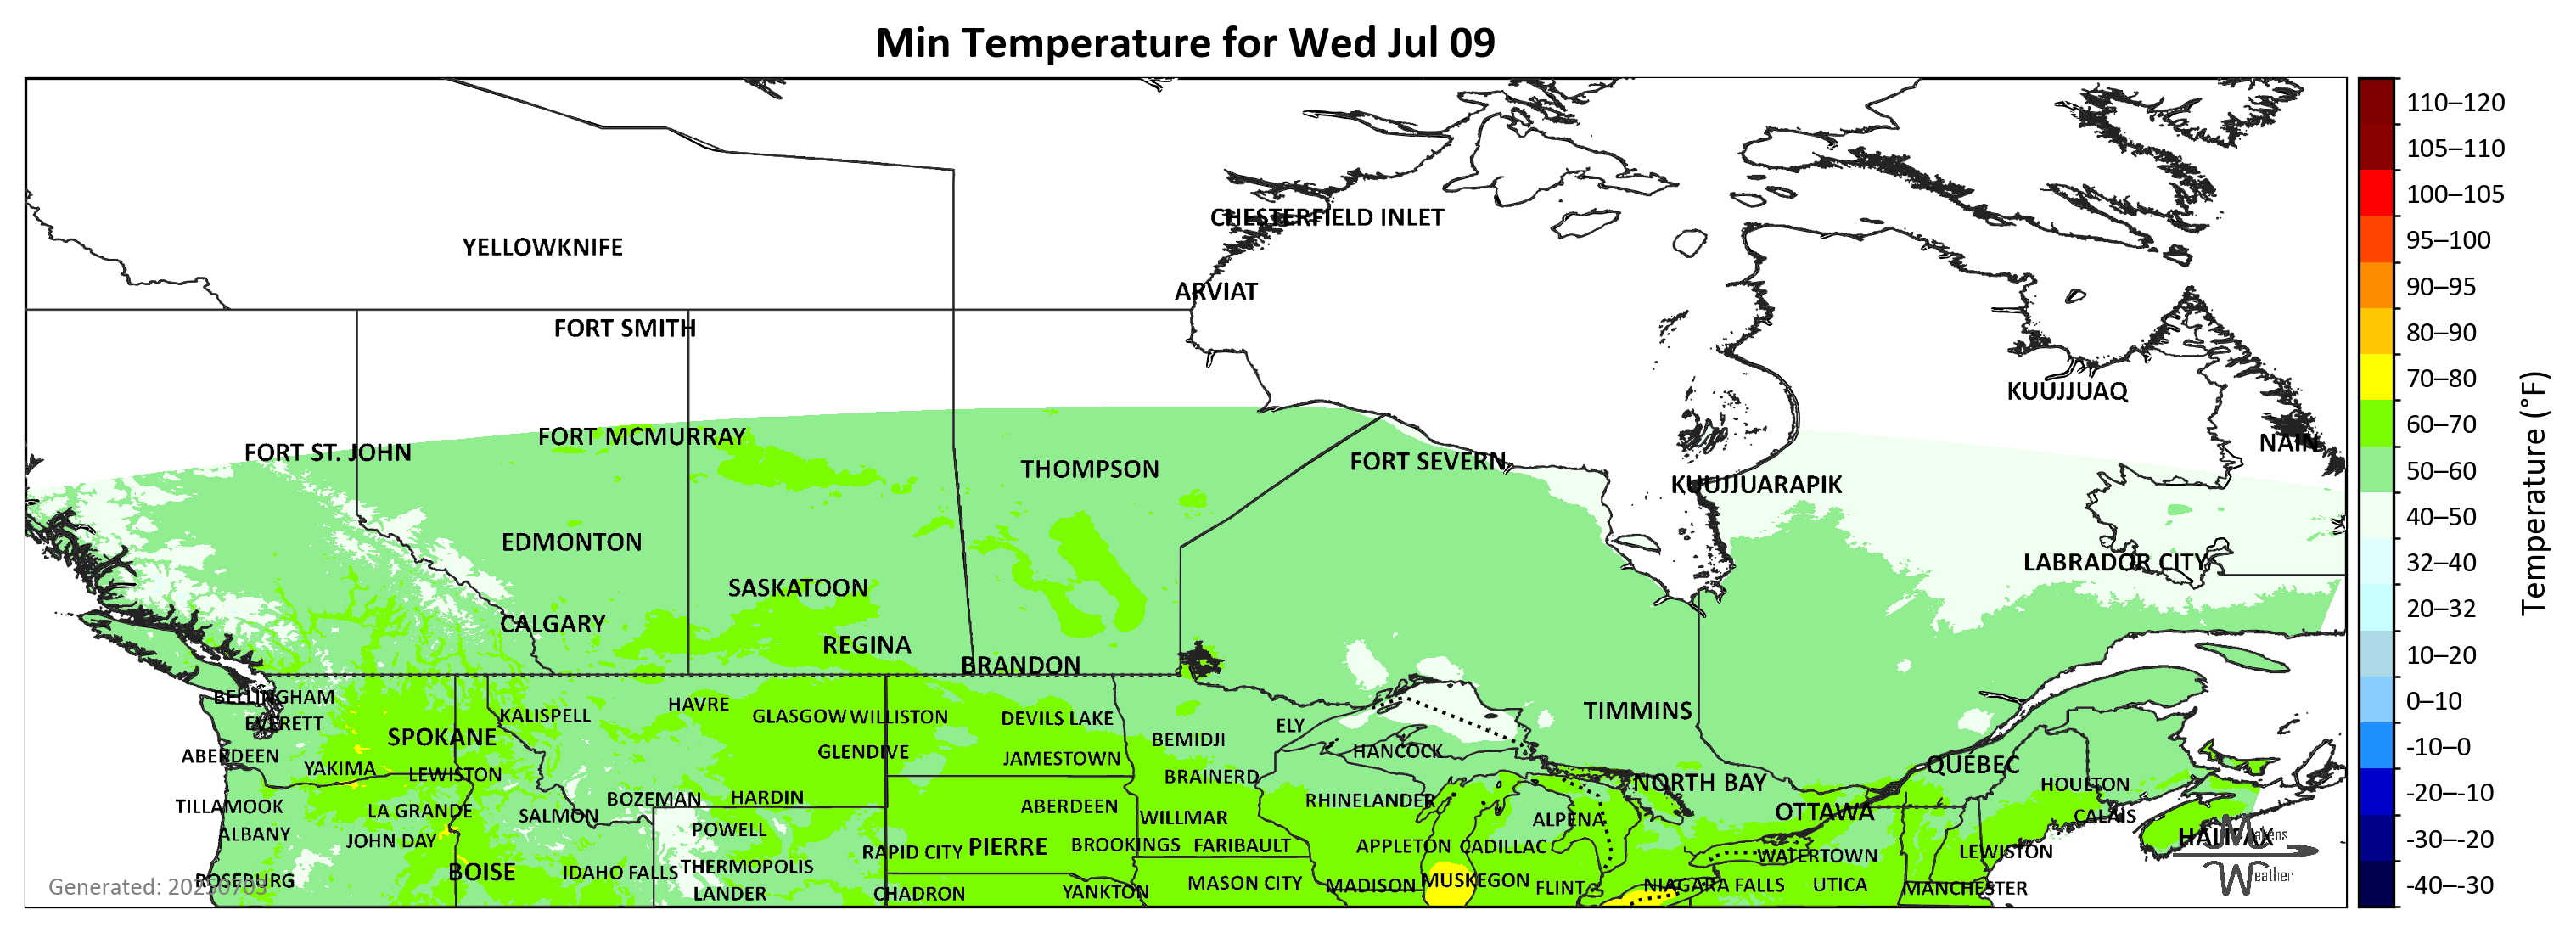 Min Temperature for Wed Jul 09
CHESTERFIELD INLET
YELLOWKNIFE
ARVIAT
FORT SMITH
KUUJJUAQ
FORT MCMURRAY
NAIN
FORT ST. JOHN
FORT SEVERN
THOMPSON
KUUJJUARAPIK
EDMONTON
LABRADOR CITY
SASKATOON
CALGARY
REGINA
BRANDON
BELLINGHAM
HAVRE
TIMMINS
KALISPELL
GLASGOW WILLISTON
DEVILS LAKE
EVERETT
ELY
SPOKANE
BEMIDJI
GLENDIVE
HANCOCK
ABERDEEN
JAMESTOWN
QUÉBEC
YAKIMA
LEWISTON
BRAINERD
NORTH BAY
HOULTON
BOZEMAN
HARDIN
RHINELANDER
TILLAMOOK
ABERDEEN
LA GRANDE
SALMON
WILLMAR
ALPENA
OTTAWA
CALAIS
ALBANY
POWELL
HALIFAX
Makens
Weather
JOHN DAY
RAPID CITY
PIERRE
BROOKINGS
FARIBAULT
APPLETON
CADILLAC
WATERTOWN
LEWISTON
BOISE
IDAHO FALLS
THERMOPOLIS
ROSEBURG
Generated: 20250703
MASON CITY
MADISON
MUSKEGON
FLINT
NIAGARA FALLS
UTICA
MANCHESTER
LANDER
CHADRON
YANKTON
110–120
105–110
100–105
95–100
90–95
80–90
70–80
60–70
50–60
40–50
32–40
20–32
10–20
0–10
-10–0
-20–-10
-30–-20
-40–-30
Temperature (°F)